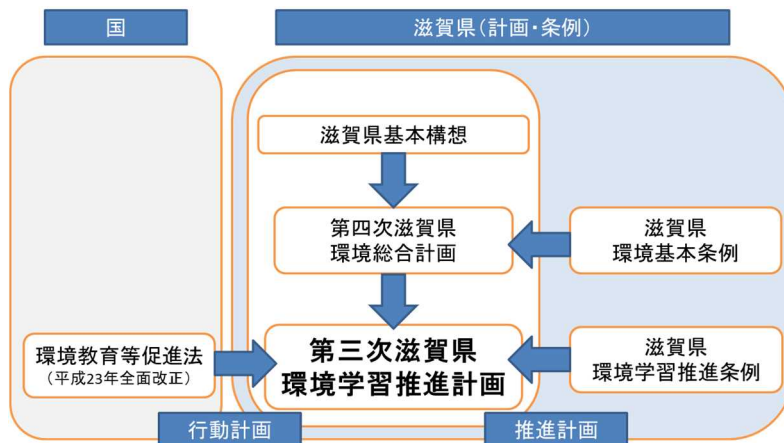 国
滋賀県(計画・条例)
滋賀県基本構想
第四次滋賀県
環境総合計画
滋賀県
環境基本条例
環境教育等促進法
(平成23年全面改正)
第三次滋賀県
環境学習推進計画
滋賀県
環境学習推進条例
行動計画
推進計画